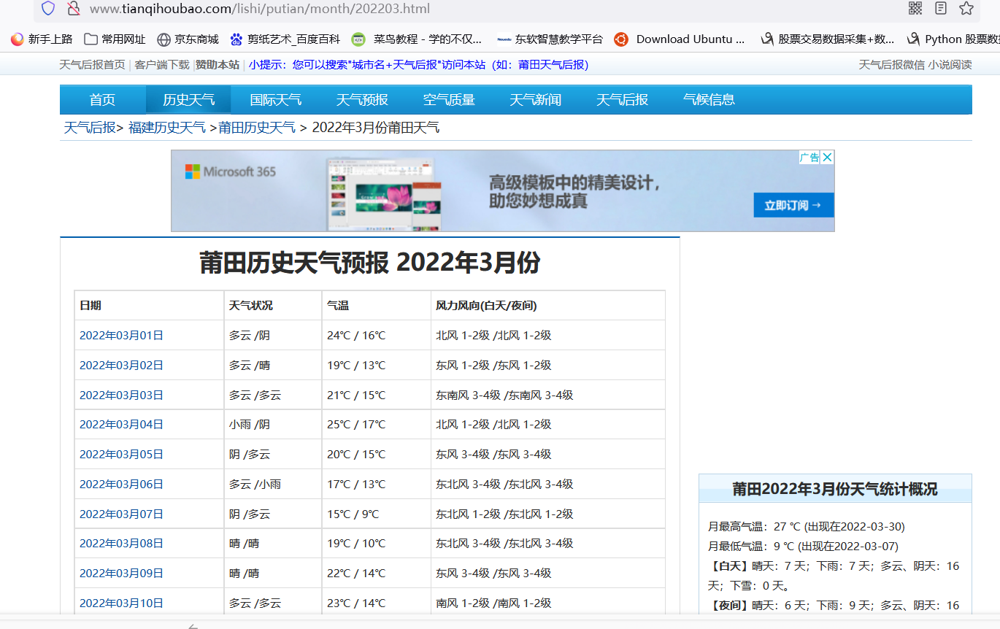 www.tianqihoubao.com/lishi/putian/month/202203.html
新手上路 常用网址 京东商城 剪纸艺术_百度百科 菜鸟教程 - 学的不仅... 东软智慧教学平台 Download Ubuntu ... 股票交易数据采集+数... Python 股票数
天气后报首页 | 客户端下载 |赞助本站 | 小提示：您可以搜索"城市名+天气后报"访问本站（如：莆田天气后报） 天气后报微信 小说阅读
首页 历史天气 国际天气 天气预报 空气质量 天气新闻 天气后报 气候信息
天气后报> 福建历史天气 >莆田历史天气 > 2022年3月份莆田天气
广告
Microsoft 365
高级模板中的精美设计，
助您妙想成真
立即订阅 →
莆田历史天气预报 2022年3月份
日期 天气状况 气温 风力风向(白天/夜间)
2022年03月01日 多云 /阴 24℃ / 16℃ 北风 1-2级 /北风 1-2级
2022年03月02日 多云 /晴 19℃ / 13℃ 东风 1-2级 /东风 1-2级
2022年03月03日 多云 /多云 21℃ / 15℃ 东南风 3-4级 /东南风 3-4级
2022年03月04日 小雨 /阴 25℃ / 17℃ 北风 1-2级 /北风 1-2级
2022年03月05日 阴 /多云 20℃ / 15℃ 东风 3-4级 /东风 3-4级
2022年03月06日 多云 /小雨 17℃ / 13℃ 东北风 3-4级 /东北风 3-4级
2022年03月07日 阴 /多云 15℃ / 9℃ 东北风 1-2级 /东北风 1-2级
2022年03月08日 晴 /晴 19℃ / 10℃ 东北风 3-4级 /东北风 3-4级
2022年03月09日 晴 /晴 22℃ / 14℃ 东风 3-4级 /东风 3-4级
2022年03月10日 多云 /多云 23℃ / 14℃ 南风 1-2级 /南风 1-2级
莆田2022年3月份天气统计概况
月最高气温：27 ℃ (出现在2022-03-30)
月最低气温：9 ℃ (出现在2022-03-07)
【白天】晴天：7 天；下雨：7 天；多云、阴天：16
天；下雪：0 天。
【夜间】晴天：6 天；下雨：9 天；多云、阴天：16